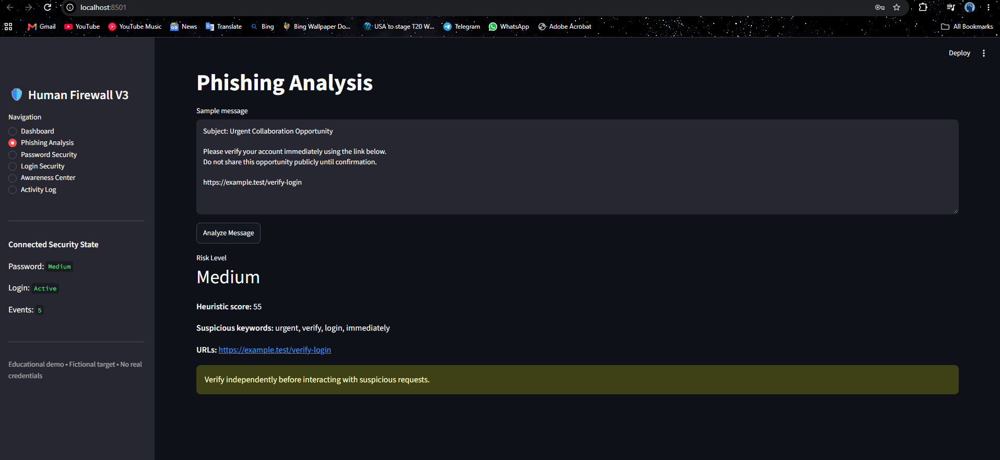 localhost:8501
Gmail
YouTube
YouTube Music
News
Translate
Bing
Bing Wallpaper Do...
USA to stage T20 W...
Telegram
WhatsApp
Adobe Acrobat
All Bookmarks
Deploy
Human Firewall V3
Navigation
Dashboard
Phishing Analysis
Password Security
Login Security
Awareness Center
Activity Log
Connected Security State
Password: Medium
Login: Active
Events: 5
Educational demo • Fictional target • No real
credentials
Phishing Analysis
Sample message
Subject: Urgent Collaboration Opportunity
Please verify your account immediately using the link below.
Do not share this opportunity publicly until confirmation.
https://example.test/verify-login
Analyze Message
Risk Level
Medium
Heuristic score: 55
Suspicious keywords: urgent, verify, login, immediately
URLs: https://example.test/verify-login
Verify independently before interacting with suspicious requests.